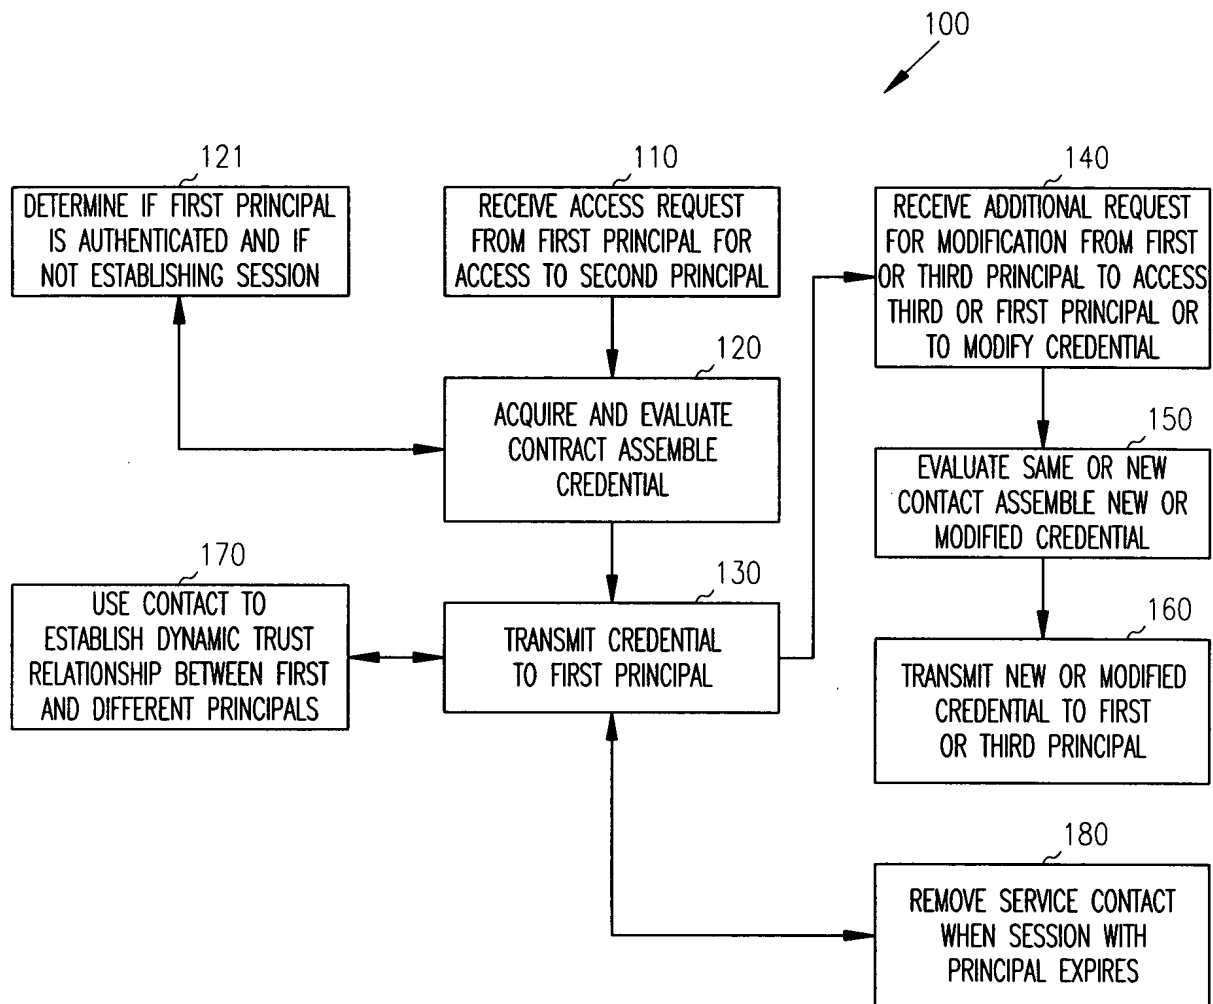 100
121
DETERMINE IF FIRST PRINCIPAL
IS AUTHENTICATED AND IF
NOT ESTABLISHING SESSION
110
RECEIVE ACCESS REQUEST
FROM FIRST PRINCIPAL FOR
ACCESS TO SECOND PRINCIPAL
140
RECEIVE ADDITIONAL REQUEST
FOR MODIFICATION FROM FIRST
OR THIRD PRINCIPAL TO ACCESS
THIRD OR FIRST PRINCIPAL OR
TO MODIFY CREDENTIAL
120
ACQUIRE AND EVALUATE
CONTRACT ASSEMBLE
CREDENTIAL
150
EVALUATE SAME OR NEW
CONTACT ASSEMBLE NEW OR
MODIFIED CREDENTIAL
170
USE CONTACT TO
ESTABLISH DYNAMIC TRUST
RELATIONSHIP BETWEEN FIRST
AND DIFFERENT PRINCIPALS
130
TRANSMIT CREDENTIAL
TO FIRST PRINCIPAL
160
TRANSMIT NEW OR MODIFIED
CREDENTIAL TO FIRST
OR THIRD PRINCIPAL
180
REMOVE SERVICE CONTACT
WHEN SESSION WITH
PRINCIPAL EXPIRES